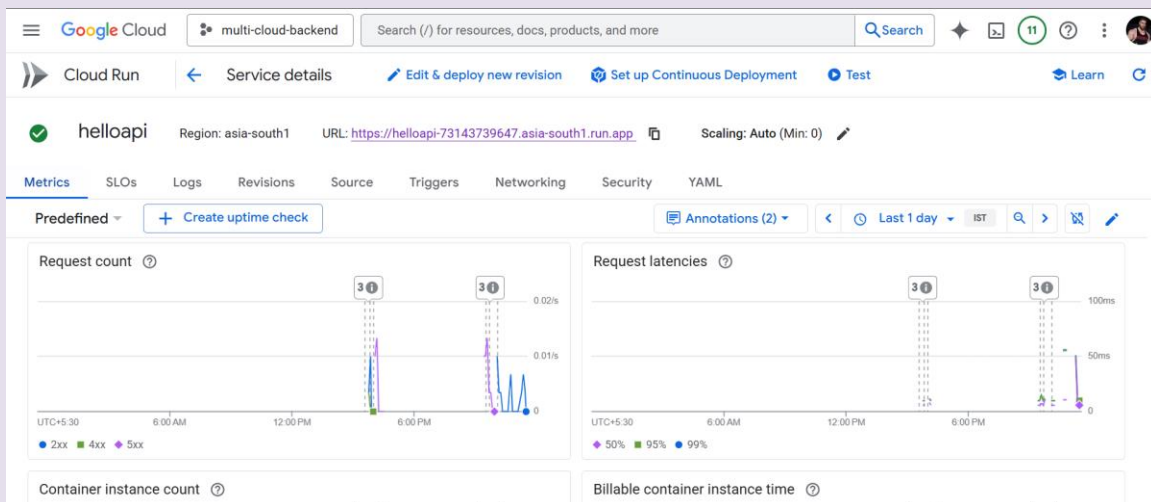 Google Cloud multi-cloud-backend Search (/) for resources, docs, products, and more Search 11
Cloud Run Service details Edit & deploy new revision Set up Continuous Deployment Test Learn
helloapi Region: asia-south1 URL: https://helloapi-73143739647.asia-south1.run.app Scaling: Auto (Min: 0)
Metrics SLOs Logs Revisions Source Triggers Networking Security YAML
Predefined + Create uptime check Annotations (2) Last 1 day IST
Request count
3 3
0.02/s
0.01/s
0
UTC+5:30 6:00 AM 12:00 PM 6:00 PM
2xx 4xx 5xx
Request latencies
3 3
100ms
50ms
0
UTC+5:30 6:00 AM 12:00 PM 6:00 PM
50% 95% 99%
Container instance count
Billable container instance time